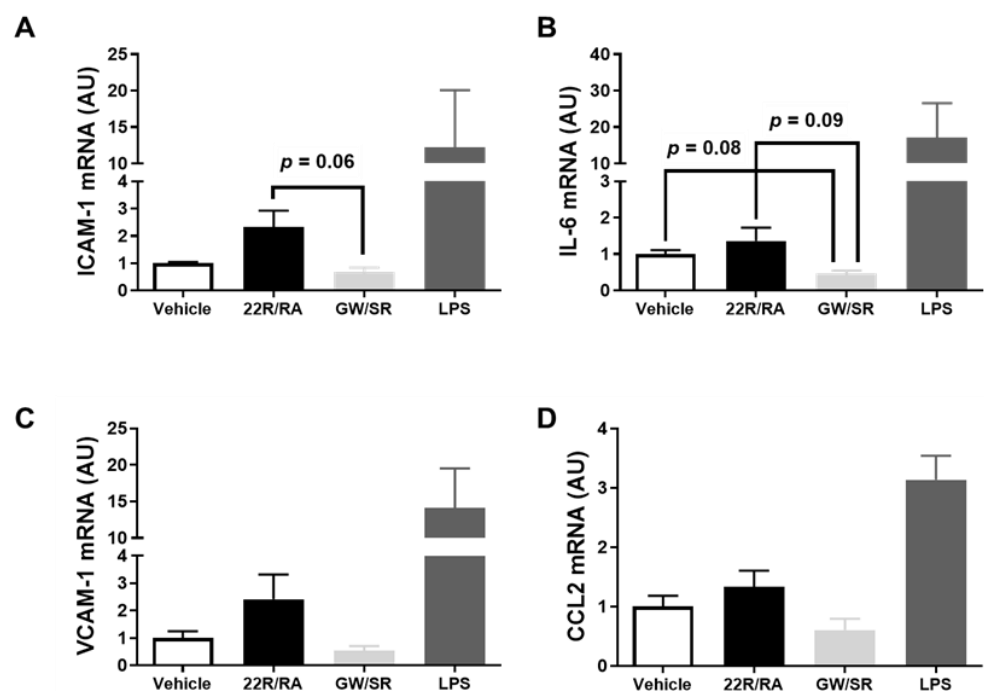 A
ICAM-1 mRNA (AU)
25
20
15
10
4
3
2
1
0
p = 0.06
Vehicle 22R/RA GW/SR LPS
B
IL-6 mRNA (AU)
40
30
20
10
3
2
1
0
p = 0.08
p = 0.09
Vehicle 22R/RA GW/SR LPS
C
VCAM-1 mRNA (AU)
25
20
15
10
4
3
2
1
0
Vehicle 22R/RA GW/SR LPS
D
CCL2 mRNA (AU)
4
3
2
1
0
Vehicle 22R/RA GW/SR LPS